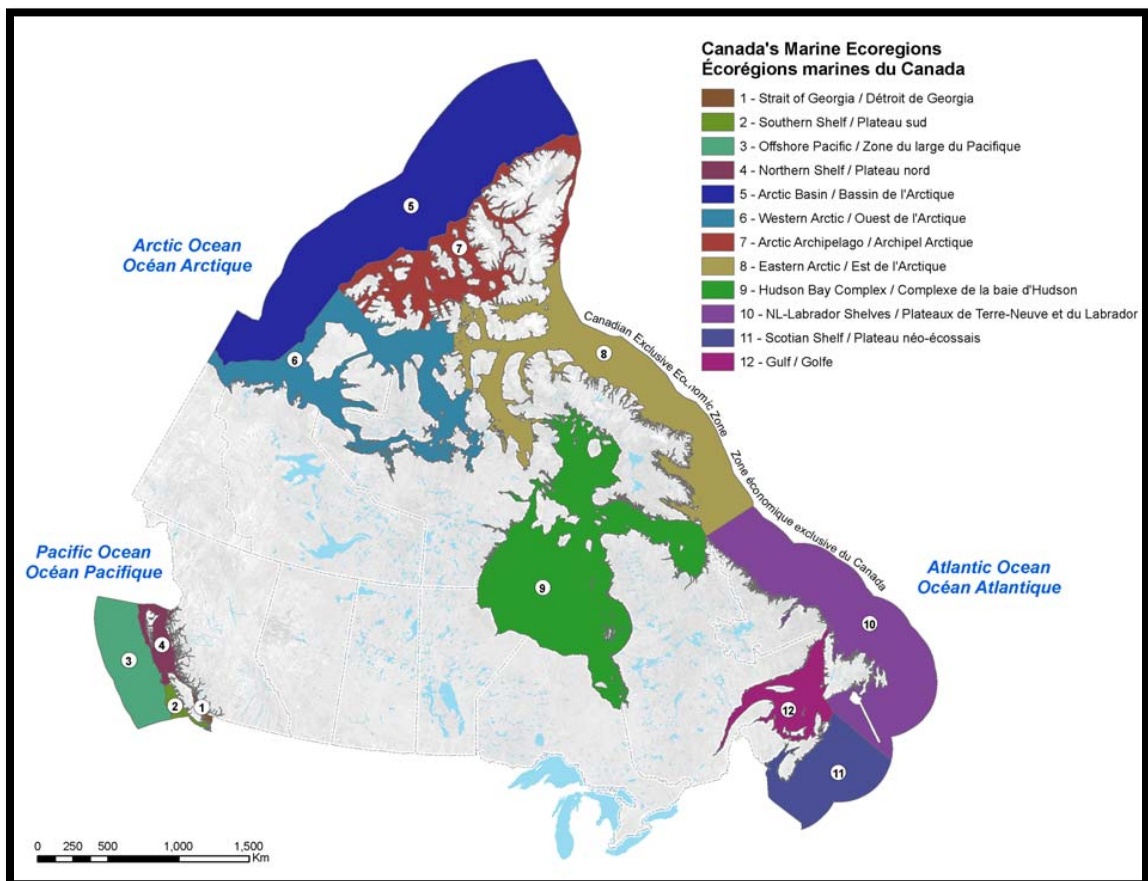 Canada's Marine Ecoregions
Écorégions marines du Canada
1 - Strait of Georgia / Détroit de Georgia
2 - Southern Shelf / Plateau sud
3 - Offshore Pacific / Zone du large du Pacifique
4 - Northern Shelf / Plateau nord
5 - Arctic Basin / Bassin de l'Arctique
6 - Western Arctic / Ouest de l'Arctique
7 - Arctic Archipelago / Archipel Arctique
8 - Eastern Arctic / Est de l'Arctique
9 - Hudson Bay Complex / Complexe de la baie d'Hudson
10 - NL-Labrador Shelves / Plateaux de Terre-Neuve et du Labrador
11 - Scotian Shelf / Plateau néo-écossais
12 - Gulf / Golfe
5
Arctic Ocean
Océan Arctique
7
Canadian Exclusive Economic Zone
Zone économique exclusive du Canada
6
8
Pacific Ocean
Océan Pacifique
Atlantic Ocean
Océan Atlantique
9
10
4
3
2
1
12
11
0 250 500 1,000 1,500
Km